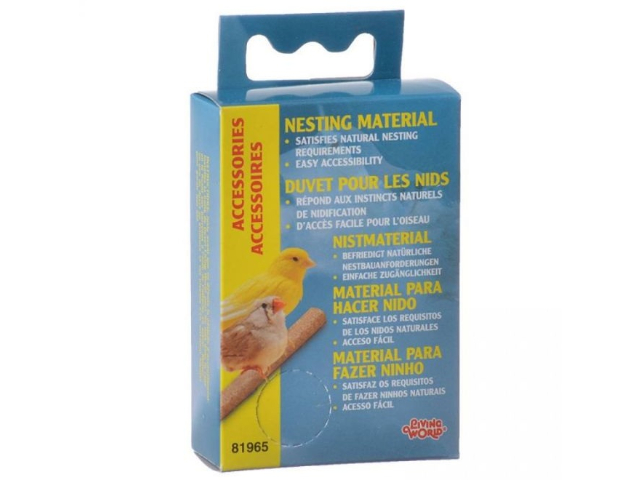 ACCESSORIES
ACCESSOIRES
NESTING MATERIAL
• SATISFIES NATURAL NESTING
REQUIREMENTS
• EASY ACCESSIBILITY
DUVET POUR LES NIDS
• RÉPOND AUX INSTINCTS NATURELS
DE NIDIFICATION
• D'ACCÈS FACILE POUR L'OISEAU
NISTMATERIAL
• BEFRIEDIGT NATÜRLICHE
NESTBAUANFORDERUNGEN
• EINFACHE ZUGÄNGLICHKEIT
MATERIAL PARA
HACER NIDO
• SATISFACE LOS REQUISITOS
DE LOS NIDOS NATURALES
• ACCESO FÁCIL
MATERIAL PARA
FAZER NINHO
• SATISFAZ OS REQUISITOS
DE FAZER NINHOS NATURAIS
• ACESSO FÁCIL
LIVING
WORLD
81965